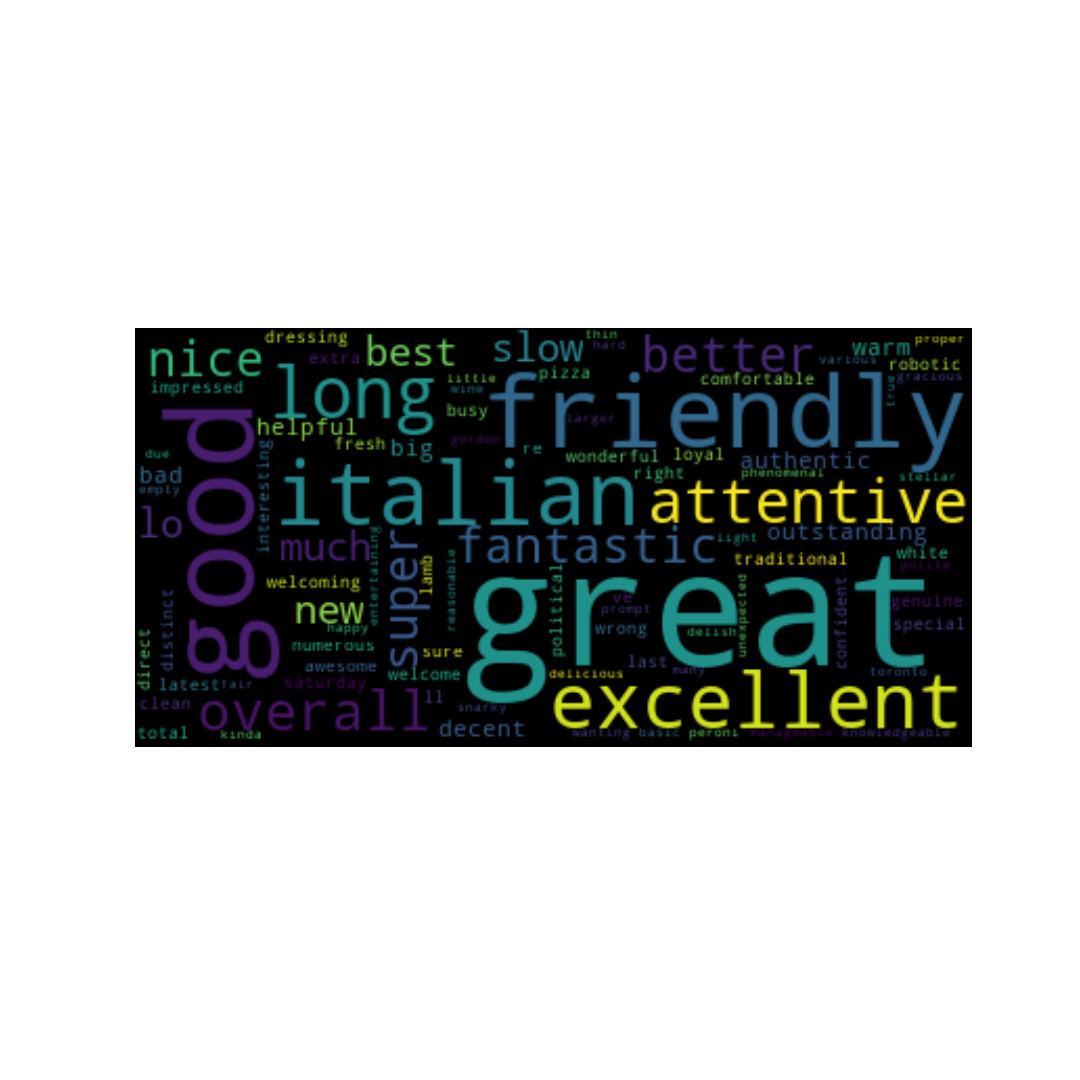 dressing
thin
proper
nice
extra
best
slow
hard
better
warm
various
robotic
impressed
long
little
pizza
comfortable
gracious
wine
friendly
true
busy
larger
good
helpful
fresh
big
gordon
re
wonderful
loyal
authentic
due
bad
interesting
italian
right
phenomenal
stellar
empty
attentive
lo
much
fantastic
light
outstanding
super
traditional
white
polite
welcoming
entertaining
lamb
reasonable
great
political
ve
unexpected
confident
genuine
new
prompt
distinct
happy
wrong
delish
special
direct
numerous
sure
last
awesome
welcome
many
toronto
latest
fair
saturday
delicious
clean
overall
ll
snarky
excellent
total
kinda
decent
wanting
basic
peroni
manageable
knowledgeable